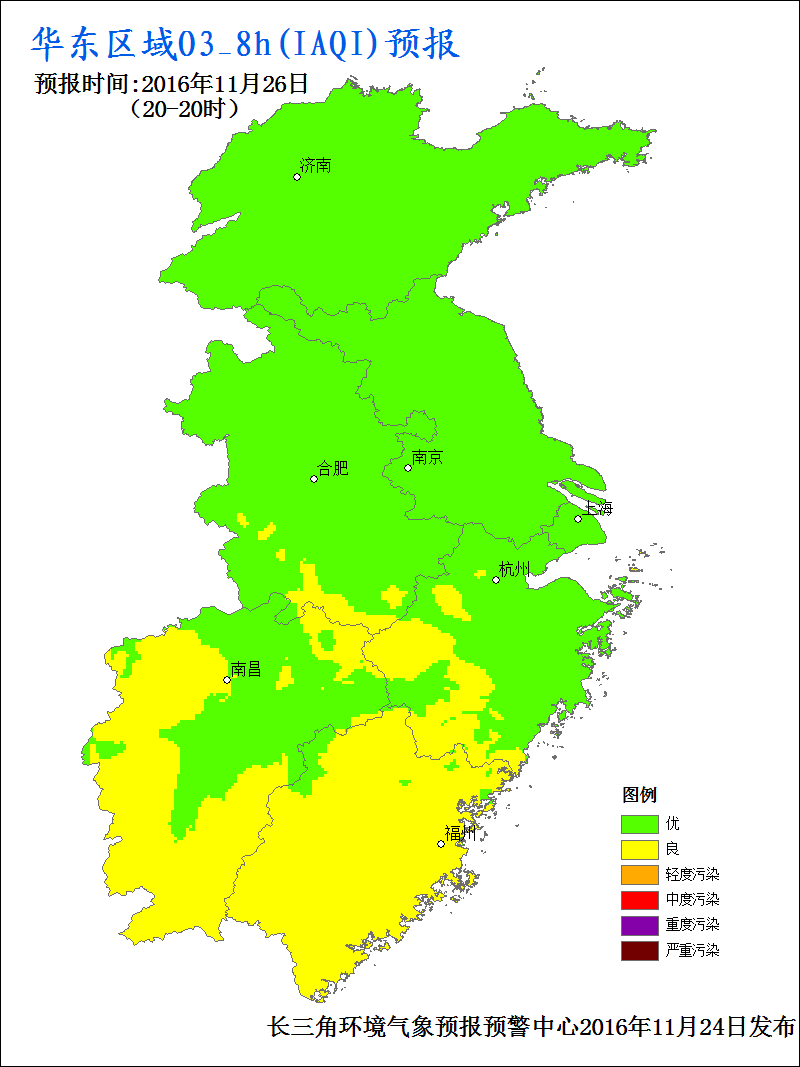 华东区域O3_8h(IAQI)预报
预报时间:2016年11月26日
（20-20时）
济南
合肥
南京
上海
杭州
南昌
福州
图例
优
良
轻度污染
中度污染
重度污染
严重污染
长三角环境气象预报预警中心2016年11月24日发布